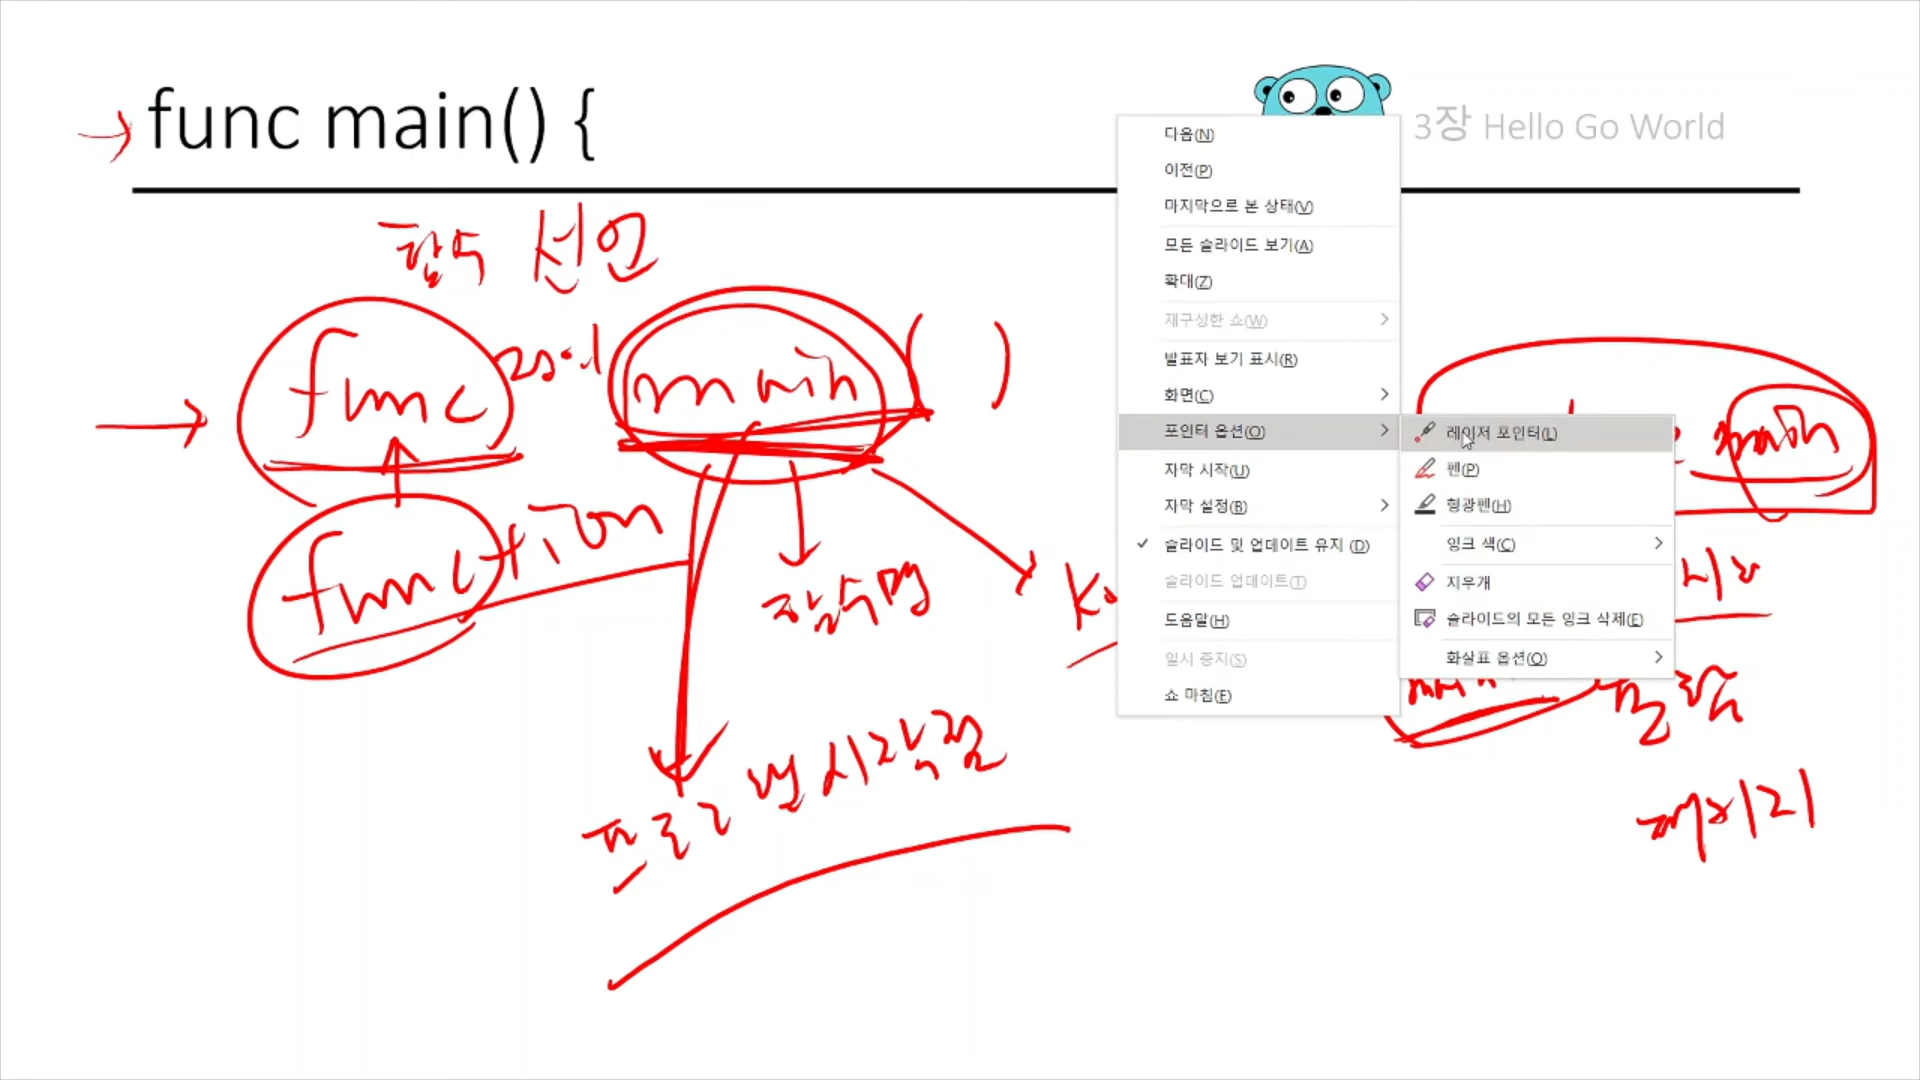 func main() {
3장 Hello Go World
함수 선언
func
main ( )
function
함수명
프로그램 시작점
main
패키지
다음(N)
이전(P)
마지막으로 본 상태(V)
모든 슬라이드 보기(A)
확대(Z)
재구성한 쇼(W)
발표자 보기 표시(R)
화면(C)
포인터 옵션(O)
자막 시작(U)
자막 설정(B)
슬라이드 및 업데이트 유지 (D)
슬라이드 업데이트(T)
도움말(H)
일시 중지(S)
쇼 마침(E)
레이저 포인터(L)
펜(P)
형광펜(H)
잉크 색(C)
지우개
슬라이드의 모든 잉크 삭제(E)
화살표 옵션(O)